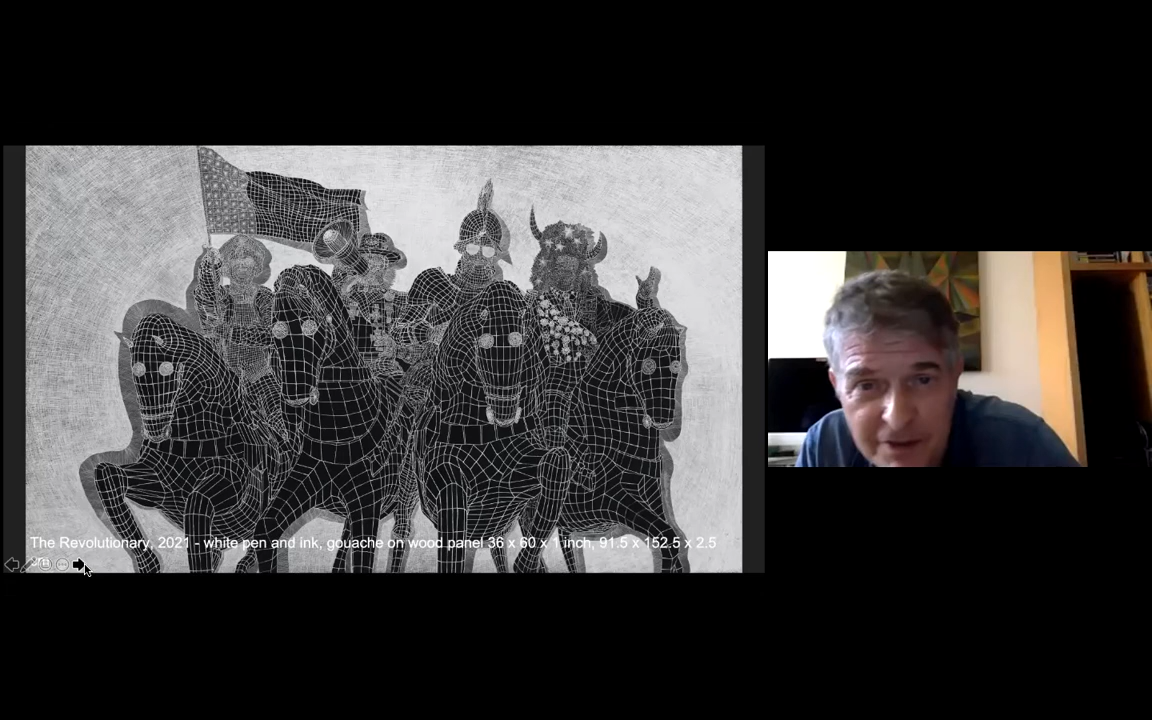 The Revolutionary, 2021 - white pen and ink, gouache on wood panel 36 x 60 x 1 inch, 91.5 x 152.5 x 2.5
cm